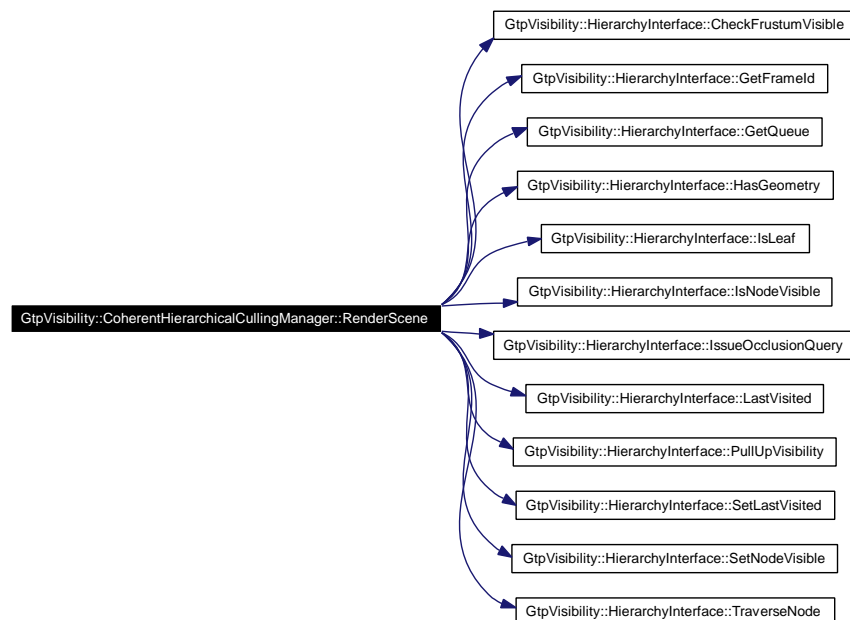 GtpVisibility::HierarchyInterface::CheckFrustumVisible
GtpVisibility::HierarchyInterface::GetFrameId
GtpVisibility::HierarchyInterface::GetQueue
GtpVisibility::HierarchyInterface::HasGeometry
GtpVisibility::HierarchyInterface::IsLeaf
GtpVisibility::HierarchyInterface::IsNodeVisible
GtpVisibility::CoherentHierarchicalCullingManager::RenderScene
GtpVisibility::HierarchyInterface::IssueOcclusionQuery
GtpVisibility::HierarchyInterface::LastVisited
GtpVisibility::HierarchyInterface::PullUpVisibility
GtpVisibility::HierarchyInterface::SetLastVisited
GtpVisibility::HierarchyInterface::SetNodeVisible
GtpVisibility::HierarchyInterface::TraverseNode